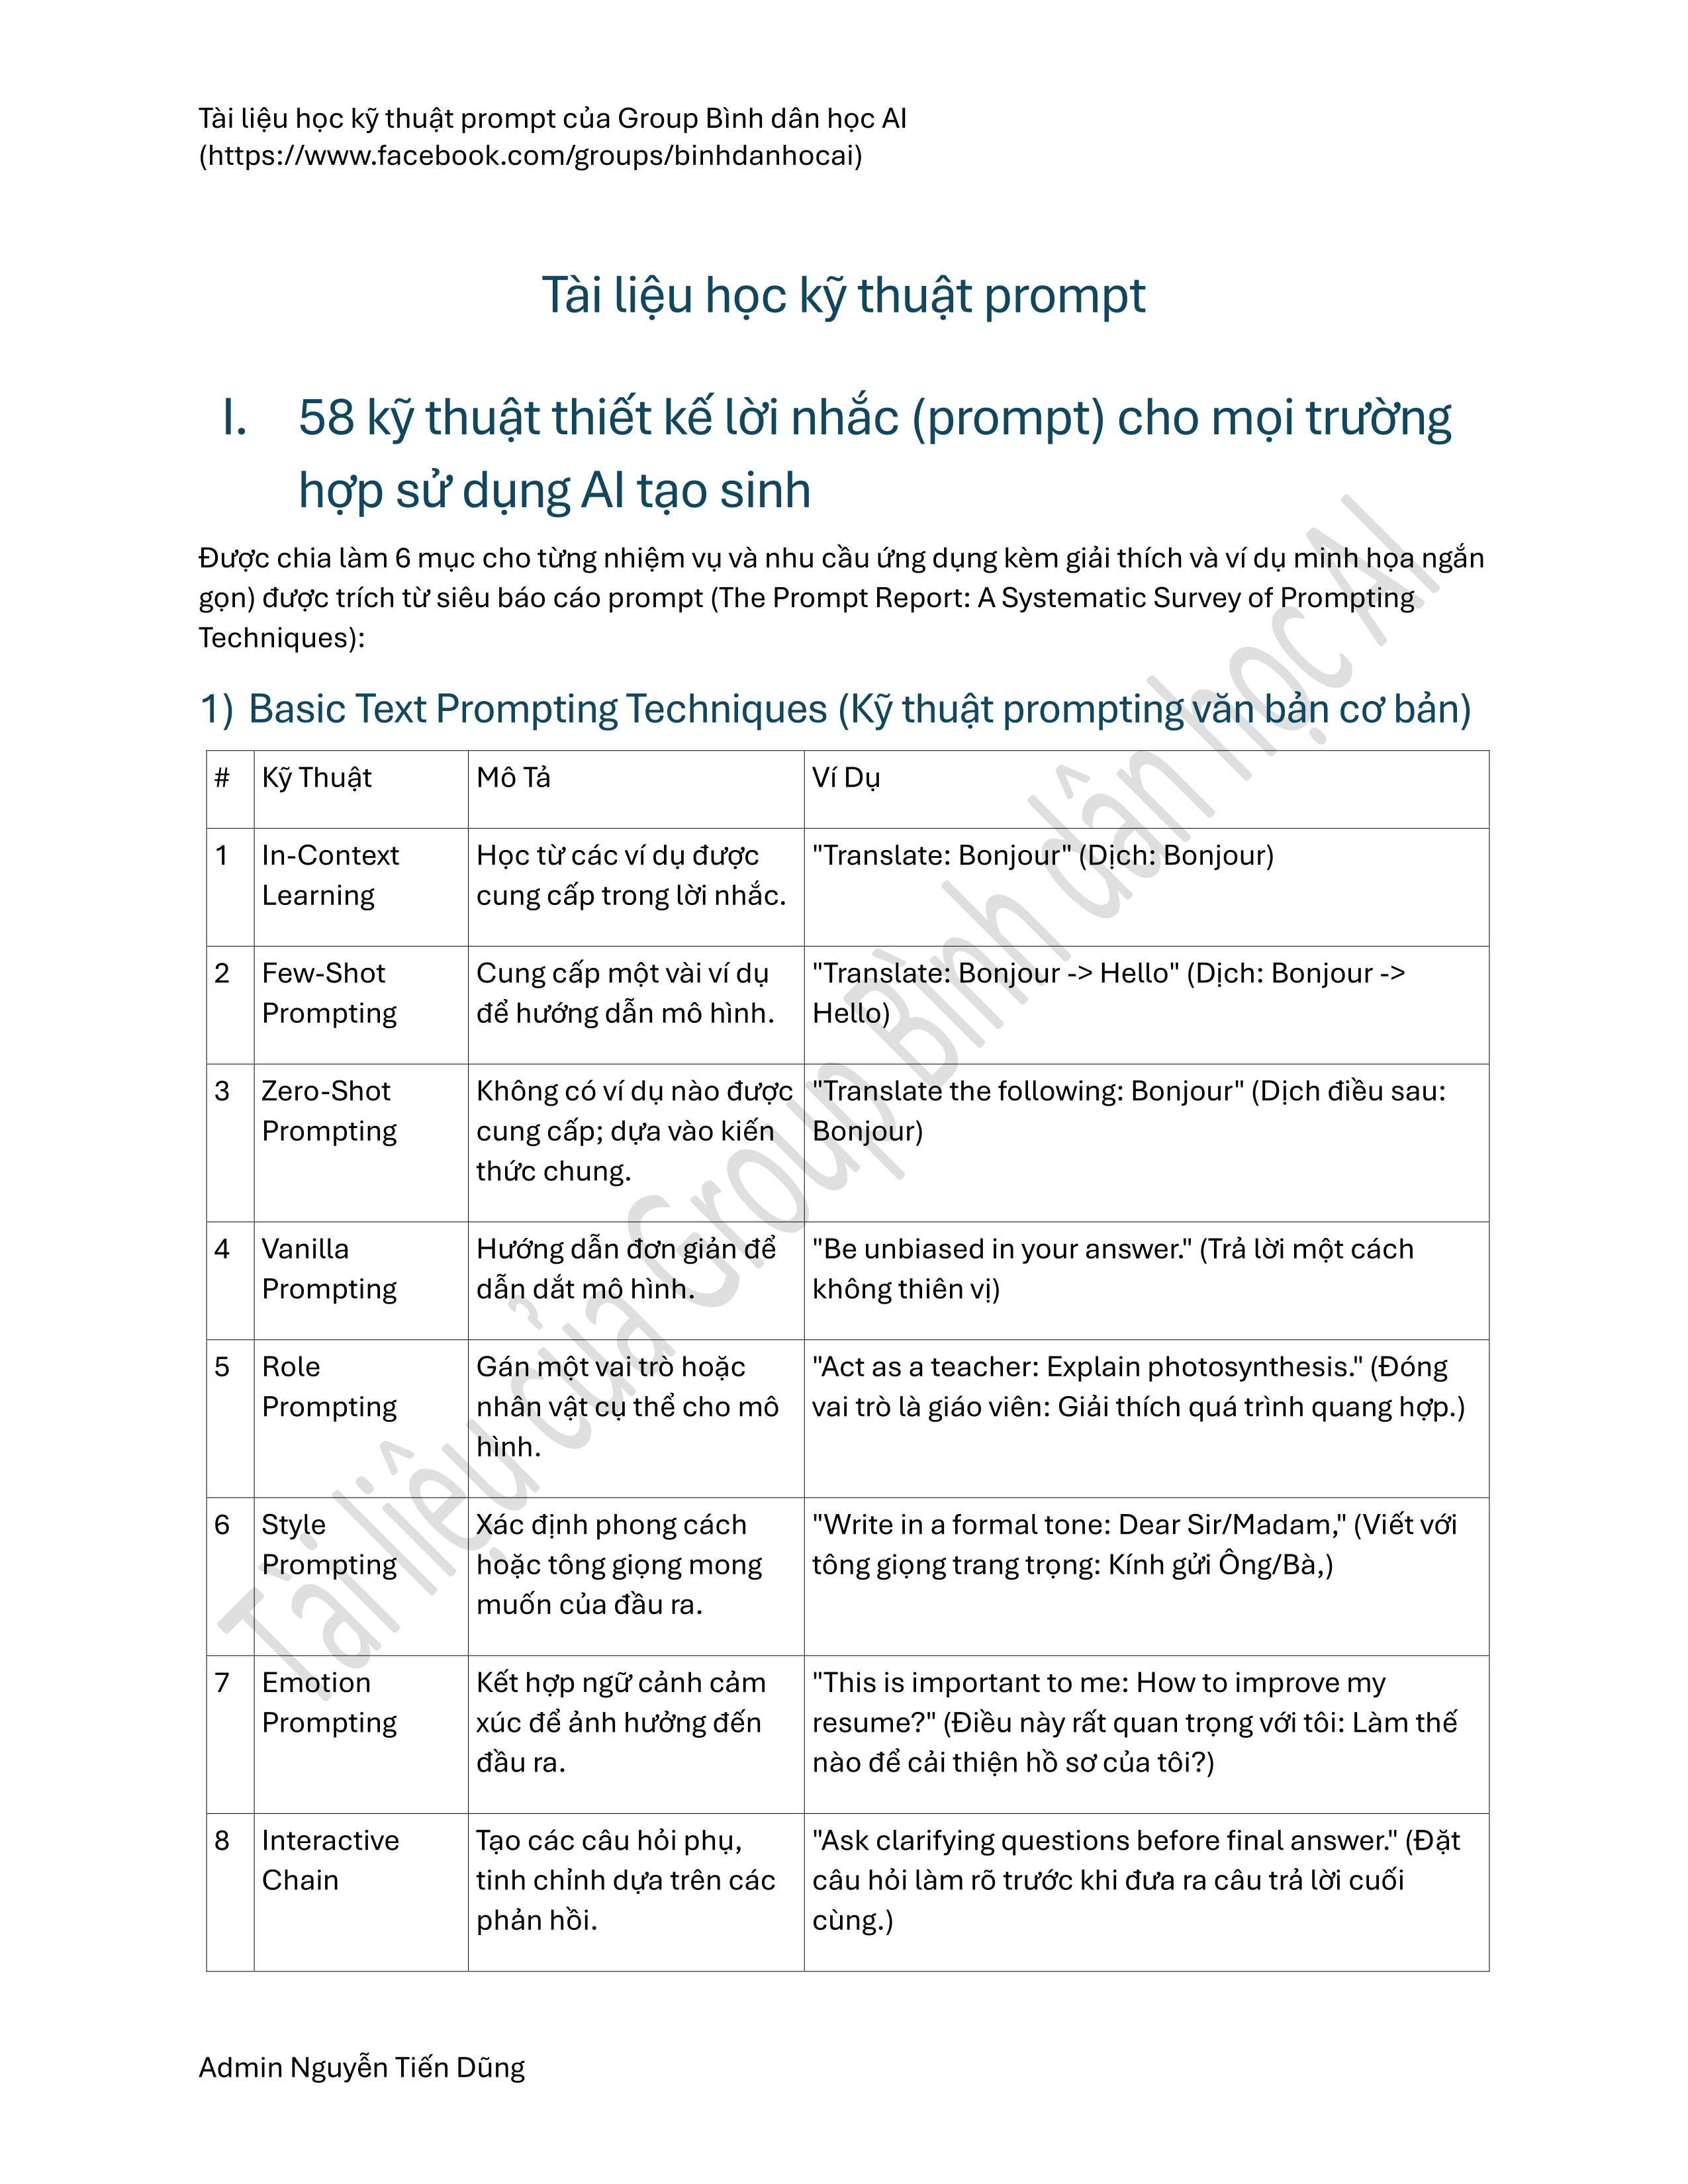 Tài liệu học kỹ thuật prompt của Group Bình dân học AI
(https://www.facebook.com/groups/binhdanhocai)
Tài liệu học kỹ thuật prompt
I. 58 kỹ thuật thiết kế lời nhắc (prompt) cho mọi trường
hợp sử dụng AI tạo sinh
Được chia làm 6 mục cho từng nhiệm vụ và nhu cầu ứng dụng kèm giải thích và ví dụ minh họa ngắn
gọn) được trích từ siêu báo cáo prompt (The Prompt Report: A Systematic Survey of Prompting
Techniques):
1) Basic Text Prompting Techniques (Kỹ thuật prompting văn bản cơ bản)
# Kỹ Thuật Mô Tả Ví Dụ
1 In-Context Học từ các ví dụ được "Translate: Bonjour" (Dịch: Bonjour)
Learning cung cấp trong lời nhắc.
2 Few-Shot Cung cấp một vài ví dụ "Translate: Bonjour -> Hello" (Dịch: Bonjour ->
Prompting để hướng dẫn mô hình. Hello)
3 Zero-Shot Không có ví dụ nào được "Translate the following: Bonjour" (Dịch điều sau:
Prompting cung cấp; dựa vào kiến Bonjour)
thức chung.
4 Vanilla Hướng dẫn đơn giản để "Be unbiased in your answer." (Trả lời một cách
Prompting dẫn dắt mô hình. không thiên vị)
5 Role Gán một vai trò hoặc "Act as a teacher: Explain photosynthesis." (Đóng
Prompting nhân vật cụ thể cho mô vai trò là giáo viên: Giải thích quá trình quang hợp.)
hình.
6 Style Xác định phong cách "Write in a formal tone: Dear Sir/Madam," (Viết với
Prompting hoặc tông giọng mong tông giọng trang trọng: Kính gửi Ông/Bà,)
muốn của đầu ra.
7 Emotion Kết hợp ngữ cảnh cảm "This is important to me: How to improve my
Prompting xúc để ảnh hưởng đến resume?" (Điều này rất quan trọng với tôi: Làm thế
đầu ra. nào để cải thiện hồ sơ của tôi?)
8 Interactive Tạo các câu hỏi phụ, "Ask clarifying questions before final answer." (Đặt
Chain tinh chỉnh dựa trên các câu hỏi làm rõ trước khi đưa ra câu trả lời cuối
phản hồi. cùng.)
Tài liệu của Group Bình dân học AI
Admin Nguyễn Tiến Dũng